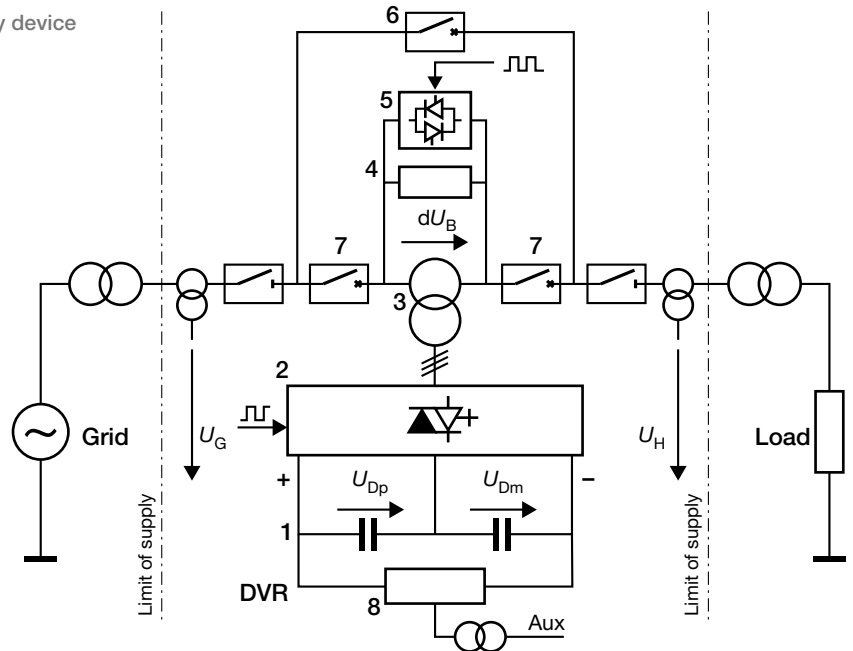 y device
6
5
4
dU_B
7
7
3
2
Grid
U_G
U_H
Load
+
U_Dp
U_Dm
–
1
Limit of supply
Limit of supply
DVR
8
Aux